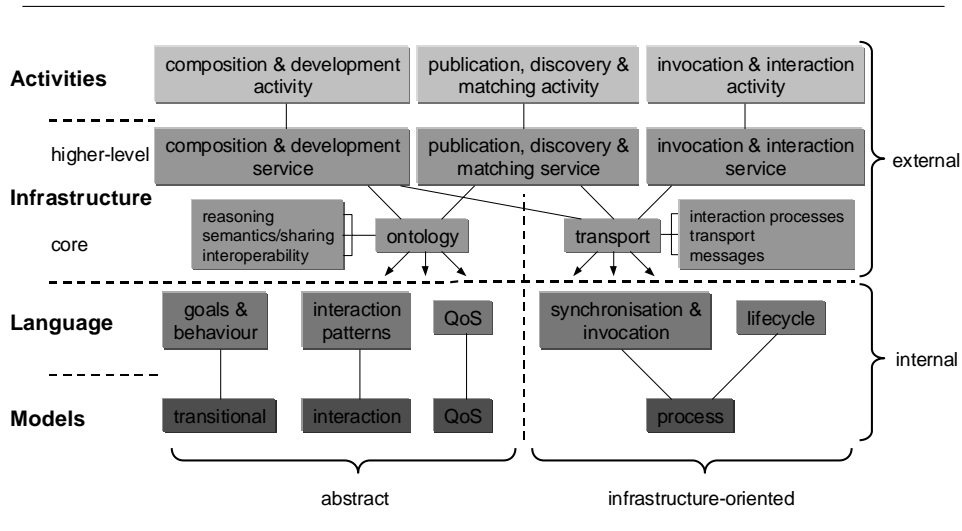 Activities
composition & development
activity
publication, discovery &
matching activity
invocation & interaction
activity
higher-level
composition & development
service
publication, discovery &
matching service
invocation & interaction
service
external
Infrastructure
core
reasoning
semantics/sharing
interoperability
ontology
transport
interaction processes
transport
messages
Language
goals &
behaviour
interaction
patterns
QoS
synchronisation &
invocation
lifecycle
internal
Models
transitional
interaction
QoS
process
abstract
infrastructure-oriented